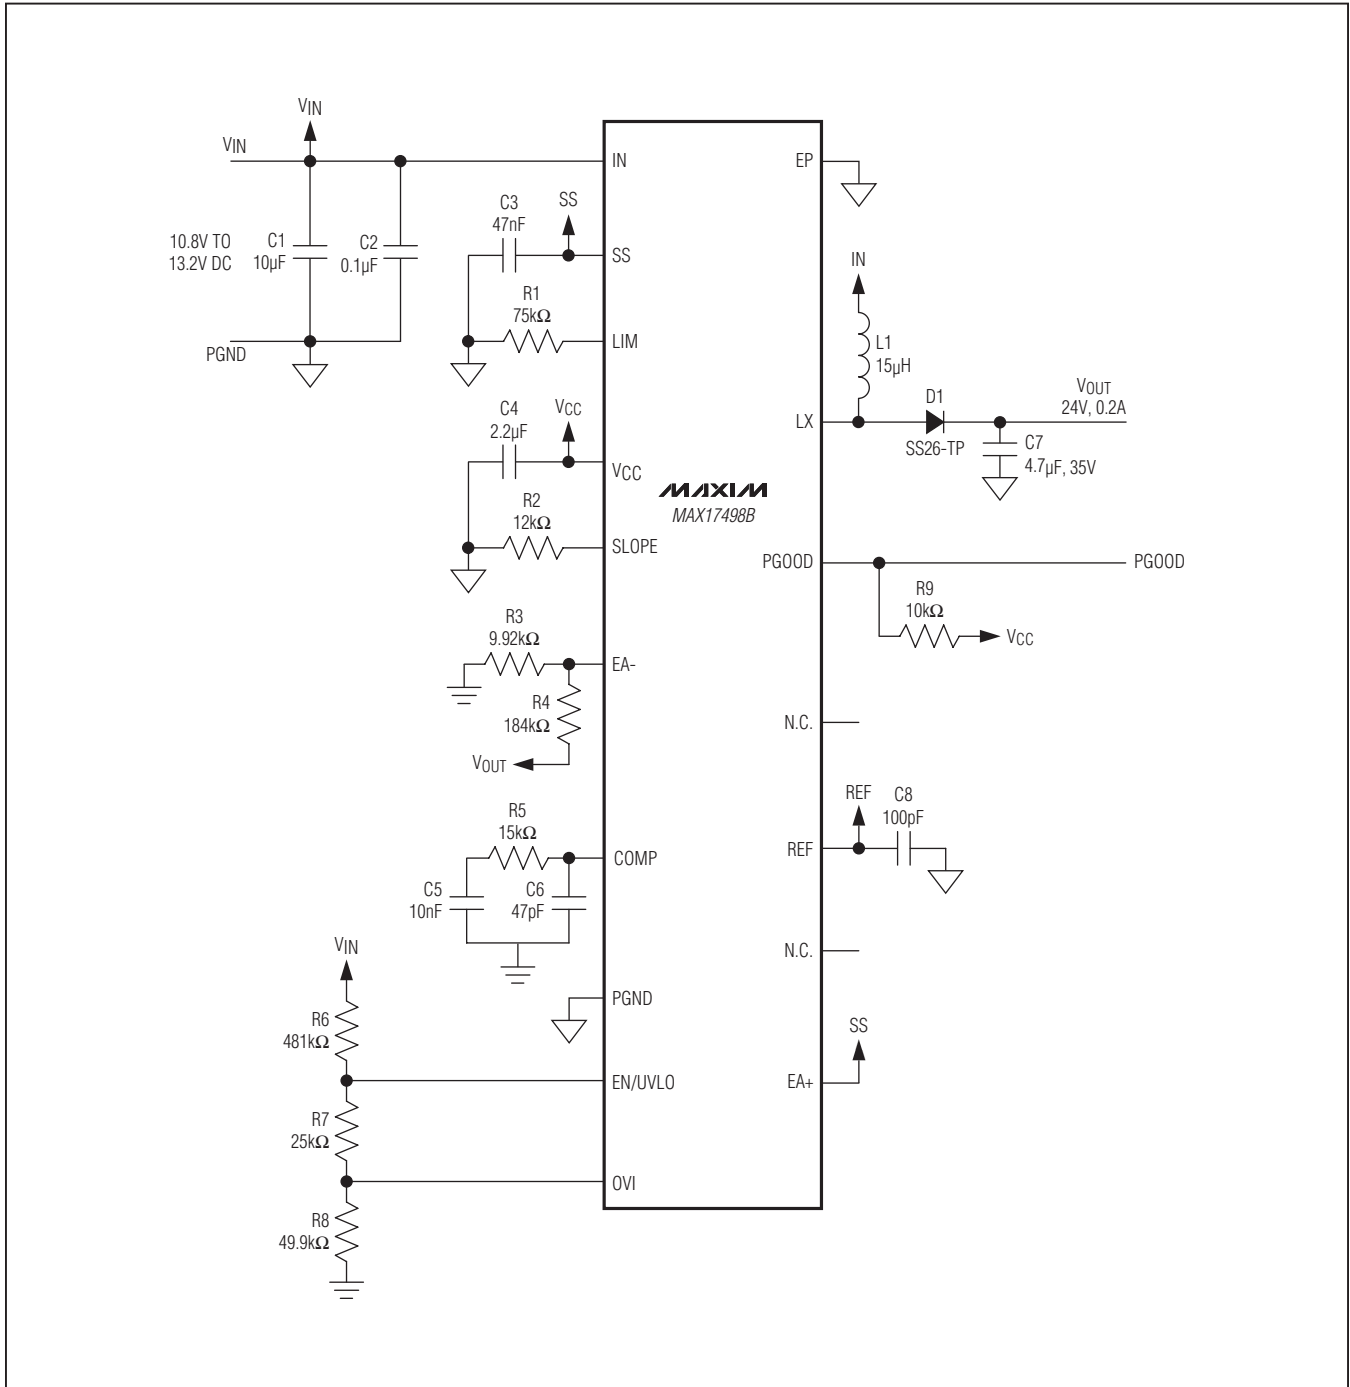 VIN
VIN
10.8V TO
13.2V DC
C1
10µF
C2
0.1µF
PGND
C3
47nF
SS
R1
75kΩ
C4
2.2µF
VCC
R2
12kΩ
R3
9.92kΩ
R4
184kΩ
VOUT
R5
15kΩ
C5
10nF
C6
47pF
VIN
R6
481kΩ
R7
25kΩ
R8
49.9kΩ
IN
SS
LIM
VCC
SLOPE
EA-
COMP
PGND
EN/UVLO
OVI
MAXIM
MAX17498B
EP
LX
PGOOD
N.C.
REF
N.C.
EA+
IN
L1
15µH
D1
SS26-TP
VOUT
24V, 0.2A
C7
4.7µF, 35V
PGOOD
R9
10kΩ
VCC
REF
C8
100pF
SS